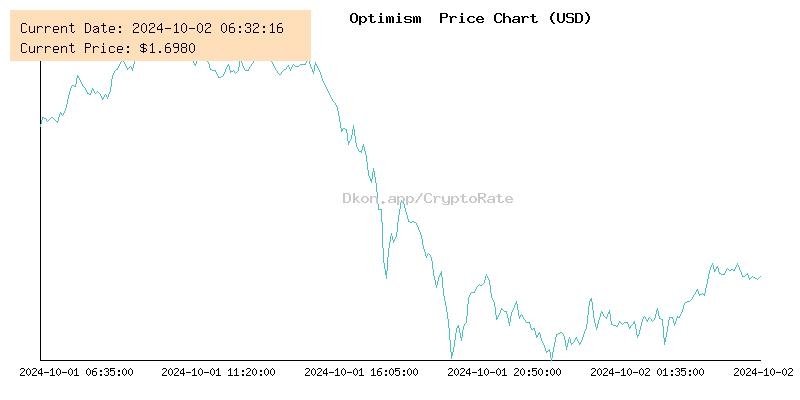 Optimism  Price Chart (USD)
Current Date: 2024-10-02 06:32:16
Current Price: $1.6980
Dkon.app/CryptoRate
2024-10-01 06:35:00 2024-10-01 11:20:00 2024-10-01 16:05:00 2024-10-01 20:50:00 2024-10-02 01:35:00 2024-10-02